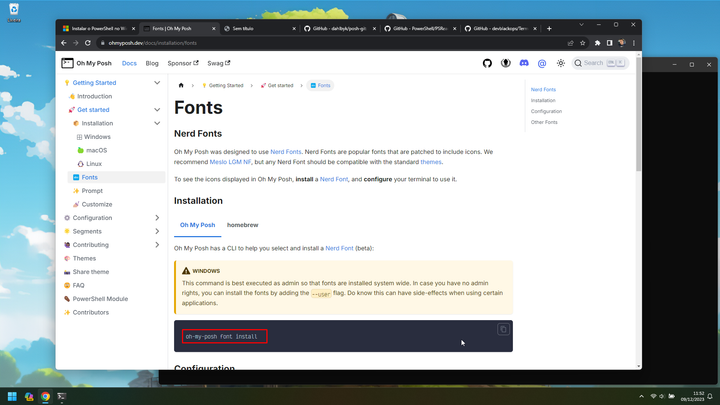 Instalar o PowerShell no W
Fonts | Oh My Posh
Sem título
GitHub - dahlbyk/posh-git
GitHub - PowerShell/PSRea
GitHub - devblackops/Term
ohmyposh.dev/docs/installation/fonts
Oh My Posh
Docs
Blog
Sponsor
Swag
Search
Getting Started
Introduction
Get started
Installation
Windows
macOS
Linux
Fonts
Prompt
Customize
Configuration
Segments
Contributing
Themes
Share theme
FAQ
PowerShell Module
Contributors
Getting Started
Get started
Fonts
Fonts
Nerd Fonts
Oh My Posh was designed to use Nerd Fonts. Nerd Fonts are popular fonts that are patched to include icons. We
recommend Meslo LGM NF, but any Nerd Font should be compatible with the standard themes.
To see the icons displayed in Oh My Posh, install a Nerd Font, and configure your terminal to use it.
Installation
Oh My Posh
homebrew
Oh My Posh has a CLI to help you select and install a Nerd Font (beta):
WINDOWS
This command is best executed as admin so that fonts are installed system wide. In case you have no admin
rights, you can install the fonts by adding the --user flag. Do know this can have side-effects when using certain
applications.
oh-my-posh font install
Configuration
Nerd Fonts
Installation
Configuration
Other Fonts
11:52
09/12/2023